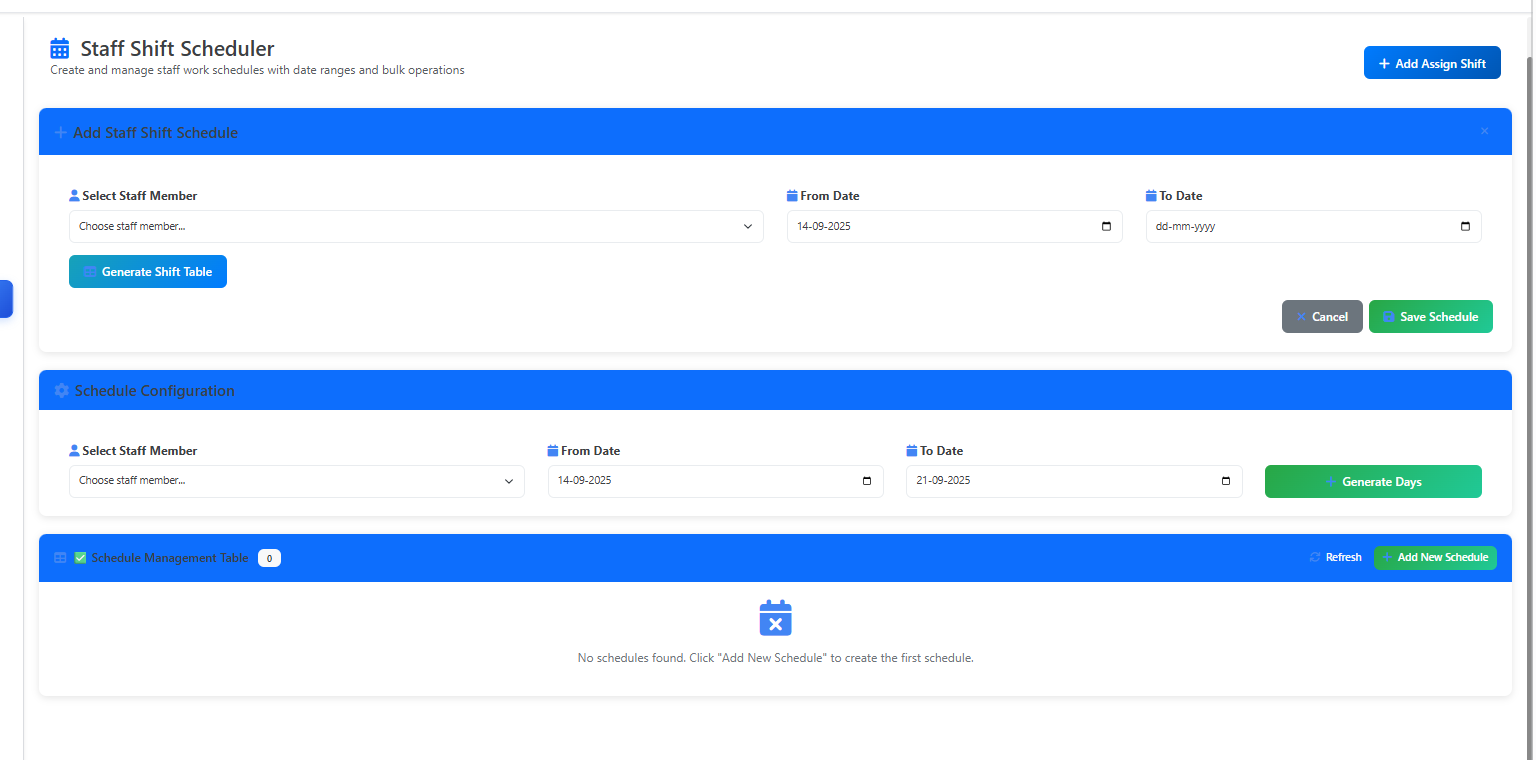 Staff Shift Scheduler
Create and manage staff work schedules with date ranges and bulk operations
Add Assign Shift
Add Staff Shift Schedule
Select Staff Member
From Date
To Date
Choose staff member...
14-09-2025
dd-mm-yyyy
Generate Shift Table
Cancel
Save Schedule
Schedule Configuration
Select Staff Member
From Date
To Date
Choose staff member...
14-09-2025
21-09-2025
Generate Days
Schedule Management Table 0
Refresh
Add New Schedule
No schedules found. Click "Add New Schedule" to create the first schedule.